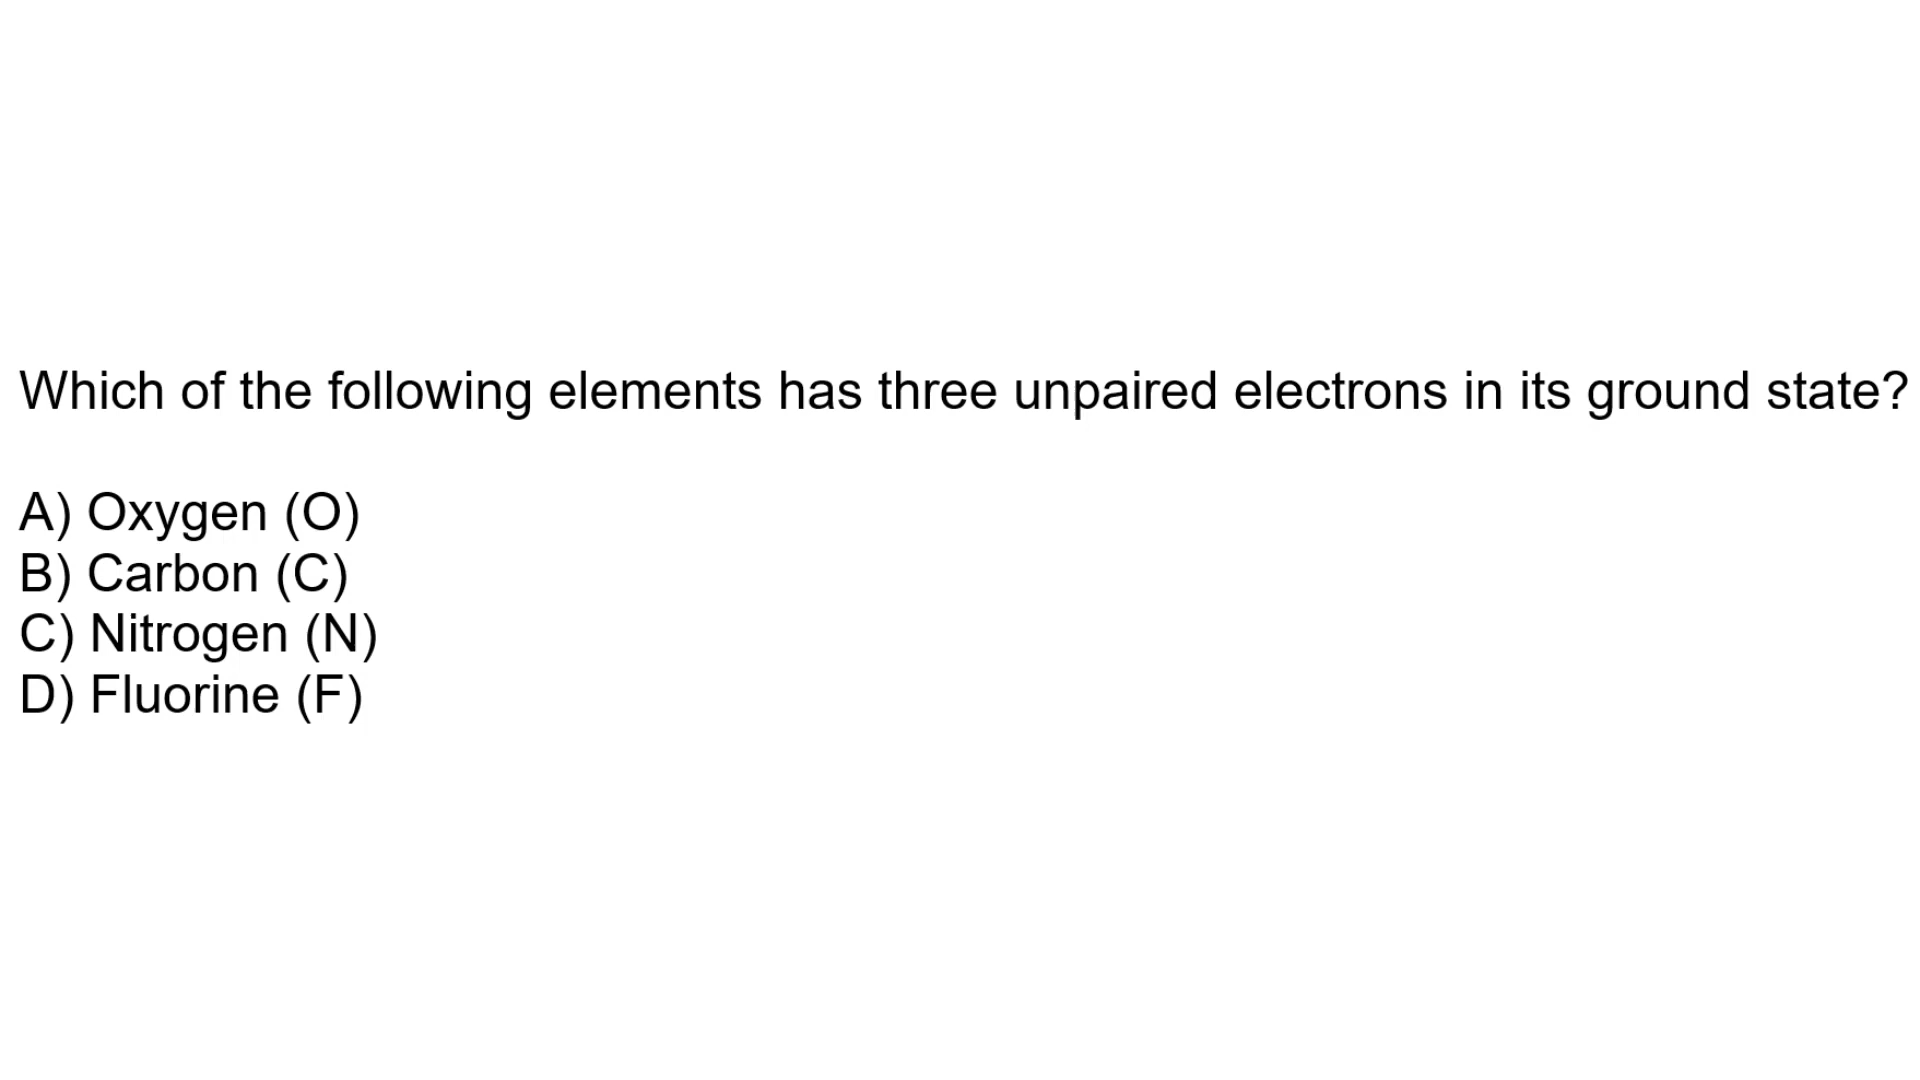 Which of the following elements has three unpaired electrons in its ground state?
A) Oxygen (O)
B) Carbon (C)
C) Nitrogen (N)
D) Fluorine (F)